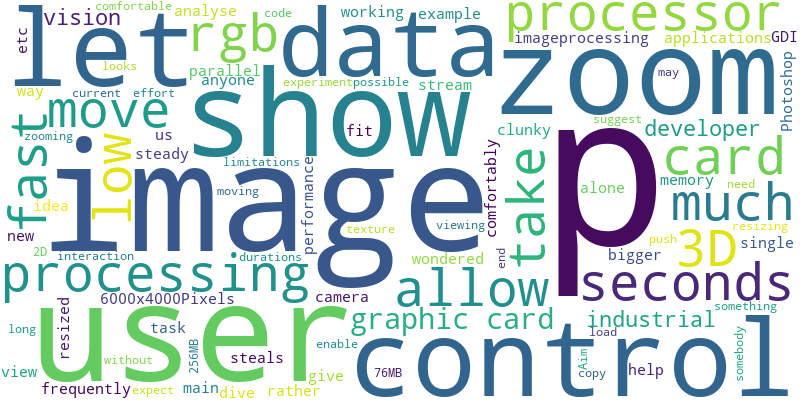 comfortable
vision analyse code working example processor
etc let rgb data imageprocessing applications GDI
looks parallel anyone
way current effort experiment possible stream zoom may Photoshop
fast move show suggest
zooming us clunky developer
steady fit p card
low limitations take memory alone
idea image performance comfortably much need
moving
new texture viewing resizing
2D interaction durations end wondered push 3D single
processing bigger
6000x4000Pixels camera allow seconds
resized user graphic card industrial something
long task 256MB enable control load
view without steals 76MB Aim copy help somebody
frequently expect main dive rather give